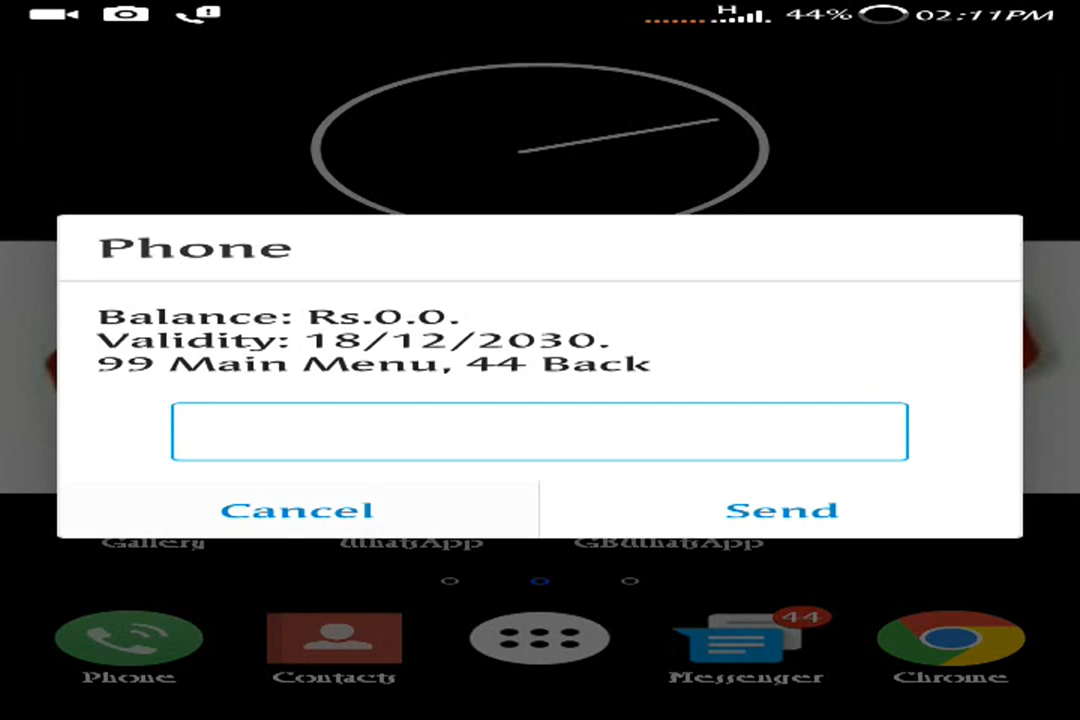 H 44% 02:11PM
Phone
Balance: Rs.0.0.
Validity: 18/12/2030.
99 Main Menu, 44 Back
Cancel Send
Gallery WhatsApp GBWhatsApp
44
Phone Contacts Messenger Chrome